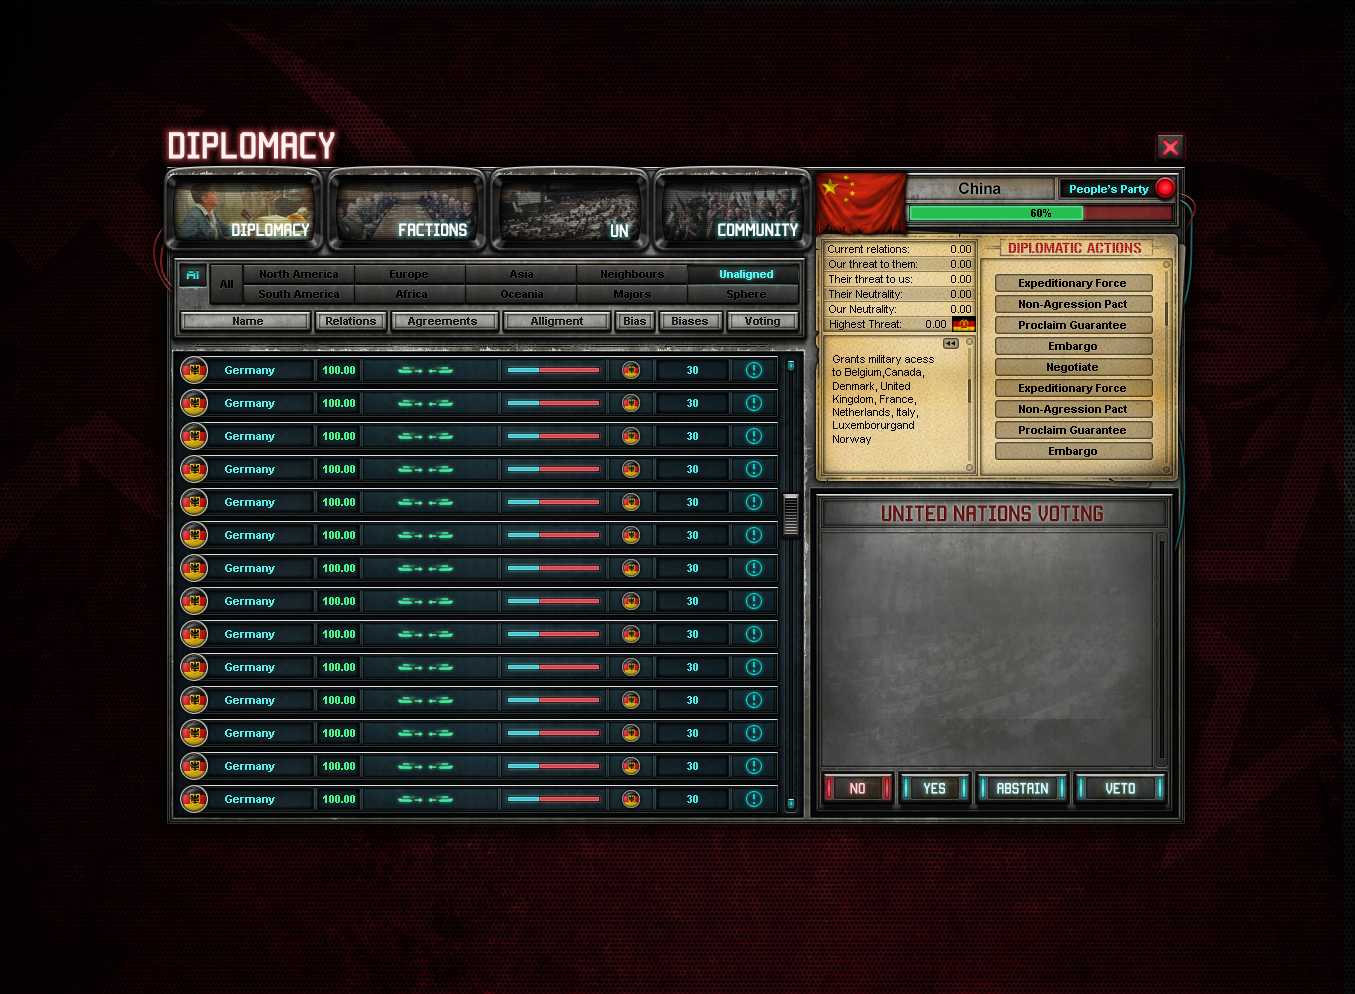 DIPLOMACY
DIPLOMACY
FACTIONS
UN
COMMUNITY
China
People's Party
60%
All
North America
Europe
Asia
Neighbours
Unaligned
South America
Africa
Oceania
Majors
Sphere
Name
Relations
Agreements
Alligment
Bias
Biases
Voting
Germany 100.00 30
Germany 100.00 30
Germany 100.00 30
Germany 100.00 30
Germany 100.00 30
Germany 100.00 30
Germany 100.00 30
Germany 100.00 30
Germany 100.00 30
Germany 100.00 30
Germany 100.00 30
Germany 100.00 30
Germany 100.00 30
Germany 100.00 30
Current relations: 0.00
Our threat to them: 0.00
Their threat to us: 0.00
Their Neutrality: 0.00
Our Neutrality: 0.00
Highest Threat: 0.00
Grants military acess
to Belgium,Canada,
Denmark, United
Kingdom, France,
Netherlands, Italy,
Luxemborurgand
Norway
DIPLOMATIC ACTIONS
Expeditionary Force
Non-Agression Pact
Proclaim Guarantee
Embargo
Negotiate
Expeditionary Force
Non-Agression Pact
Proclaim Guarantee
Embargo
UNITED NATIONS VOTING
NO
YES
ABSTAIN
VETO